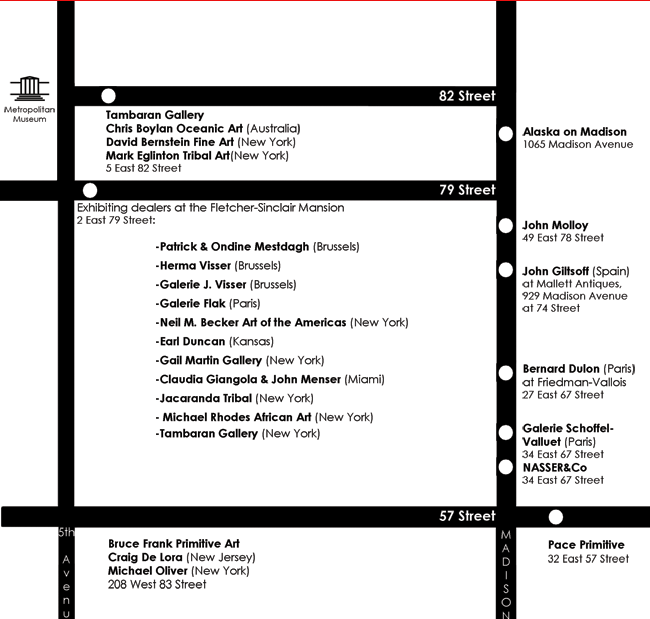 82 Street
Metropolitan
Museum
Tambaran Gallery
Chris Boylan Oceanic Art (Australia)
David Bernstein Fine Art (New York)
Mark Eglinton Tribal Art(New York)
5 East 82 Street
Alaska on Madison
1065 Madison Avenue
79 Street
Exhibiting dealers at the Fletcher-Sinclair Mansion
2 East 79 Street:
-Patrick & Ondine Mestdagh (Brussels)
-Herma Visser (Brussels)
-Galerie J. Visser (Brussels)
-Galerie Flak (Paris)
-Neil M. Becker Art of the Americas (New York)
-Earl Duncan (Kansas)
-Gail Martin Gallery (New York)
-Claudia Giangola & John Menser (Miami)
-Jacaranda Tribal (New York)
- Michael Rhodes African Art (New York)
-Tambaran Gallery (New York)
John Molloy
49 East 78 Street
John Giltsoff (Spain)
at Mallett Antiques,
929 Madison Avenue
at 74 Street
Bernard Dulon (Paris)
at Friedman-Vallois
27 East 67 Street
Galerie Schoffel-
Valluet (Paris)
34 East 67 Street
NASSER&Co
34 East 67 Street
57 Street
5th
Avenu
MADISON
Bruce Frank Primitive Art
Craig De Lora (New Jersey)
Michael Oliver (New York)
208 West 83 Street
Pace Primitive
32 East 57 Street